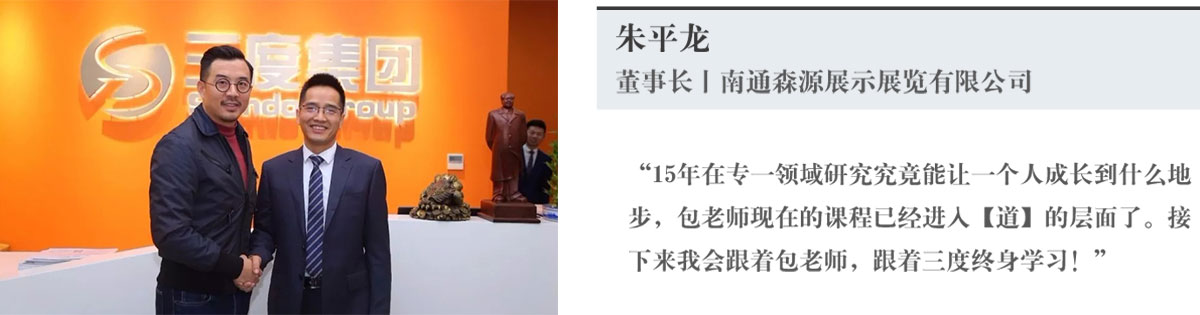 三度集团
Sandoo Group
朱平龙
董事长丨南通森源展示展览有限公司
“15年在专一领域研究究竟能让一个人成长到什么地
步，包老师现在的课程已经进入【道】的层面了。接
下来我会跟着包老师，跟着三度终身学习！”